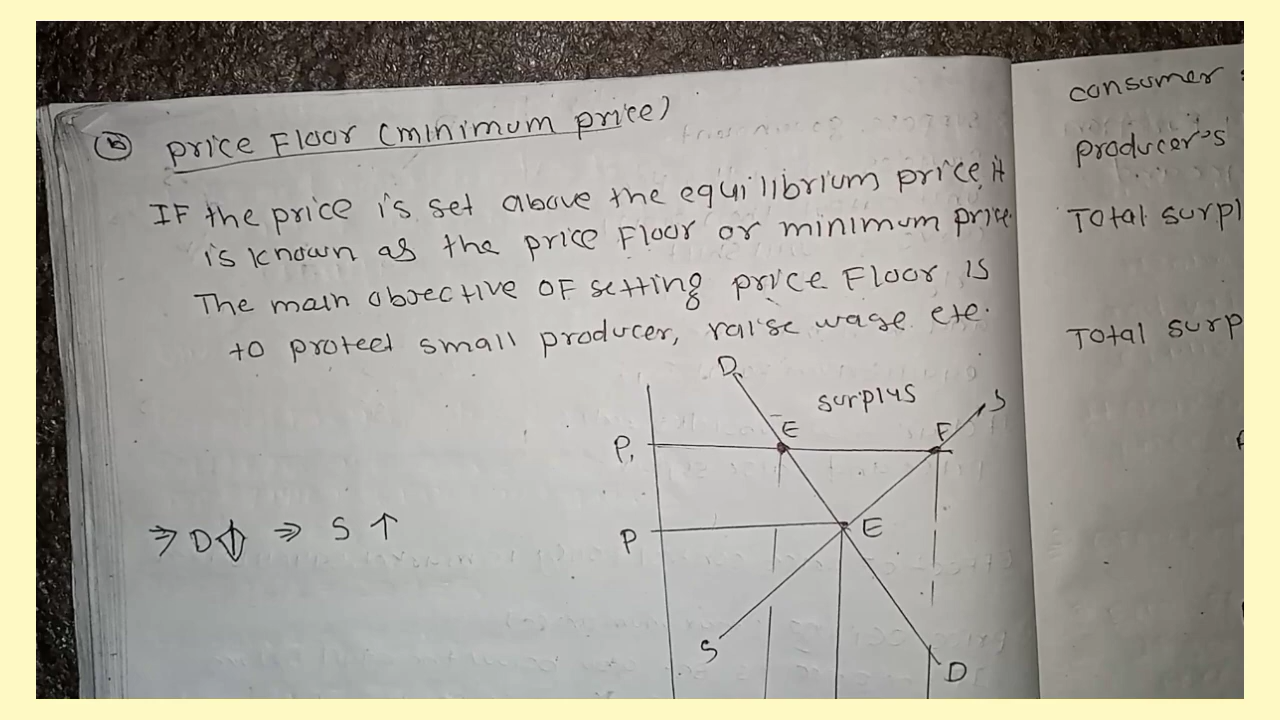 (b) price Floor (minimum price)
IF the price is set above the equilibrium price, it
is known as the price Floor or minimum price.
The main obsective OF setting price Floor is
to protect small producer, raise wage ete.
D
surplus
S
P₁
E
F
⇒ D ⇒ S ↑
P
E
S
D
consumer
producer's
Total surpl
Total surp